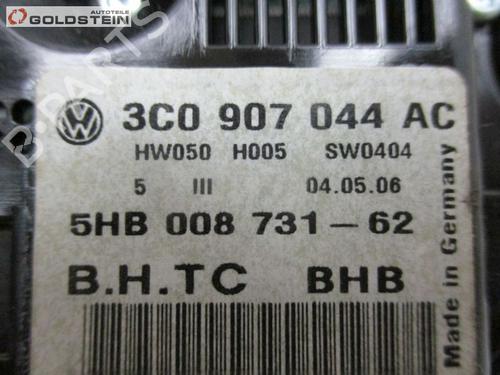 AUTOTEILE
GOLDSTEIN
B-PARTS
VW
3C0 907 044 AC
HW050 H005 SW0404
5 III 04.05.06
5HB 008 731-62
B.H.TC BHB
Made in Germany